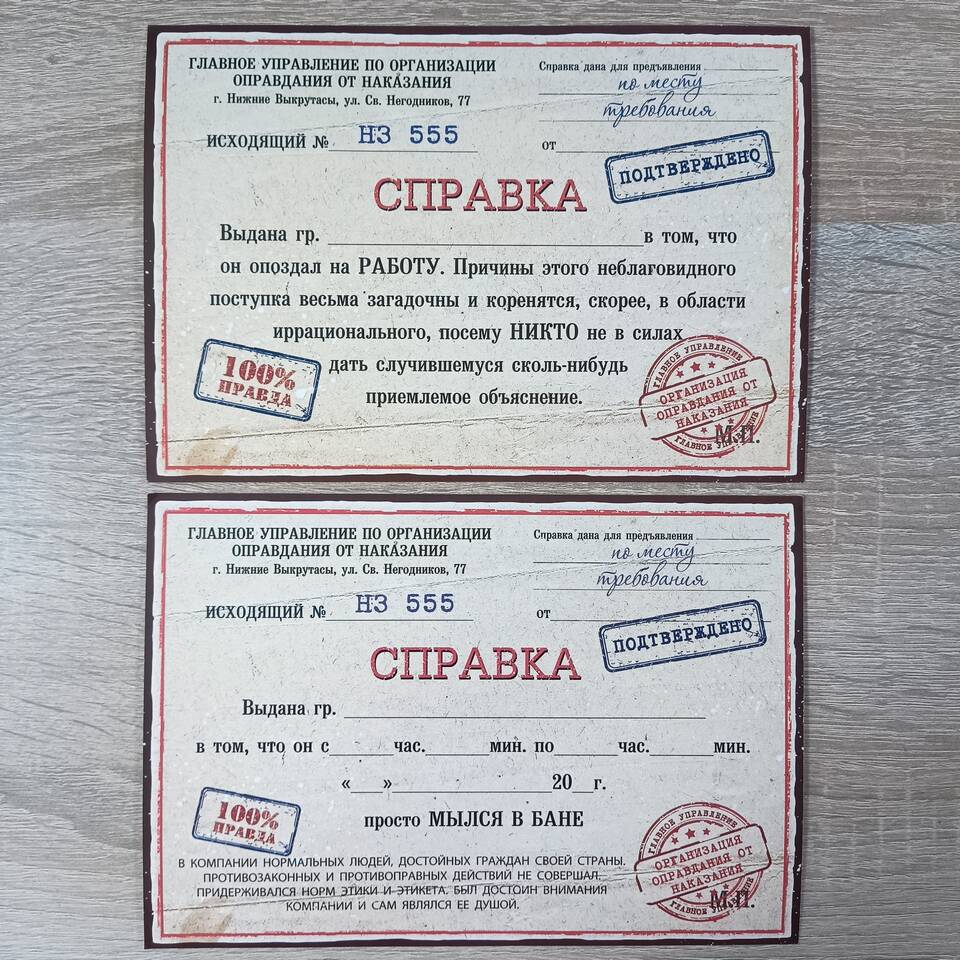 ГЛАВНОЕ УПРАВЛЕНИЕ ПО ОРГАНИЗАЦИИ
ОПРАВДАНИЯ ОТ НАКАЗАНИЯ
г. Нижние Выкрутасы, ул. Св. Негодников, 77
Справка дана для предъявления
по месту
требования
ИСХОДЯЩИЙ № НЗ 555 от
ПОДТВЕРЖДЕНО
СПРАВКА
Выдана гр. в том, что
он опоздал на РАБОТУ. Причины этого неблаговидного
поступка весьма загадочны и коренятся, скорее, в области
иррационального, посему НИКТО не в силах
дать случившемуся сколь-нибудь
приемлемое объяснение.
100%
ПРАВДА
ГЛАВНОЕ УПРАВЛЕНИЕ
ОРГАНИЗАЦИЯ
ОПРАВДАНИЯ ОТ
НАКАЗАНИЯ
ГЛАВНОЕ УПРАВЛЕНИЕ
М.П.
ГЛАВНОЕ УПРАВЛЕНИЕ ПО ОРГАНИЗАЦИИ
ОПРАВДАНИЯ ОТ НАКАЗАНИЯ
г. Нижние Выкрутасы, ул. Св. Негодников, 77
Справка дана для предъявления
по месту
требования
ИСХОДЯЩИЙ № НЗ 555 от
ПОДТВЕРЖДЕНО
СПРАВКА
Выдана гр.
в том, что он с час. мин. по час. мин.
« » 20 г.
просто МЫЛСЯ В БАНЕ
100%
ПРАВДА
В КОМПАНИИ НОРМАЛЬНЫХ ЛЮДЕЙ, ДОСТОЙНЫХ ГРАЖДАН СВОЕЙ СТРАНЫ.
ПРОТИВОЗАКОННЫХ И ПРОТИВОПРАВНЫХ ДЕЙСТВИЙ НЕ СОВЕРШАЛ.
ПРИДЕРЖИВАЛСЯ НОРМ ЭТИКИ И ЭТИКЕТА. БЫЛ ДОСТОИН ВНИМАНИЯ
КОМПАНИИ И САМ ЯВЛЯЛСЯ ЕЕ ДУШОЙ.
ГЛАВНОЕ УПРАВЛЕНИЕ
ОРГАНИЗАЦИЯ
ОПРАВДАНИЯ ОТ
НАКАЗАНИЯ
ГЛАВНОЕ УПРАВЛЕНИЕ
М.П.